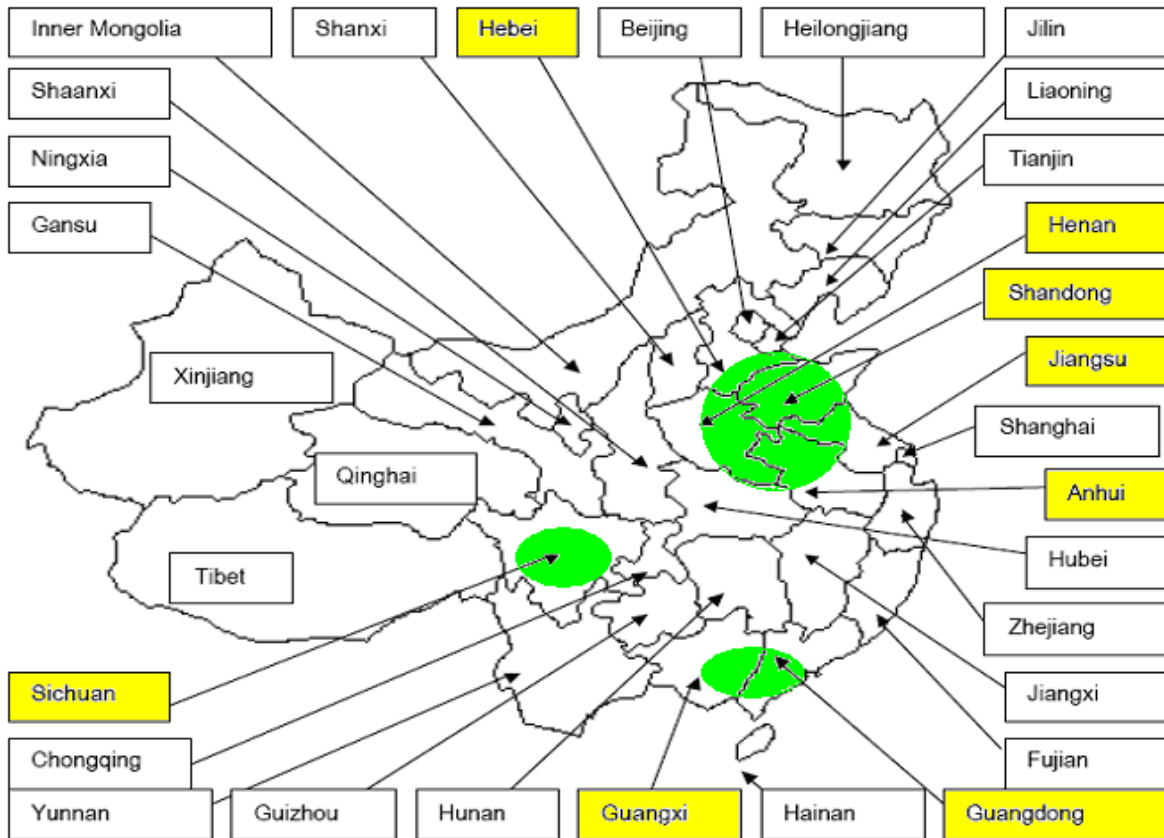 Inner Mongolia
Shanxi
Hebei
Beijing
Heilongjiang
Jilin
Shaanxi
Liaoning
Ningxia
Tianjin
Gansu
Henan
Shandong
Xinjiang
Jiangsu
Shanghai
Qinghai
Anhui
Tibet
Hubei
Zhejiang
Sichuan
Jiangxi
Chongqing
Fujian
Yunnan
Guizhou
Hunan
Guangxi
Hainan
Guangdong